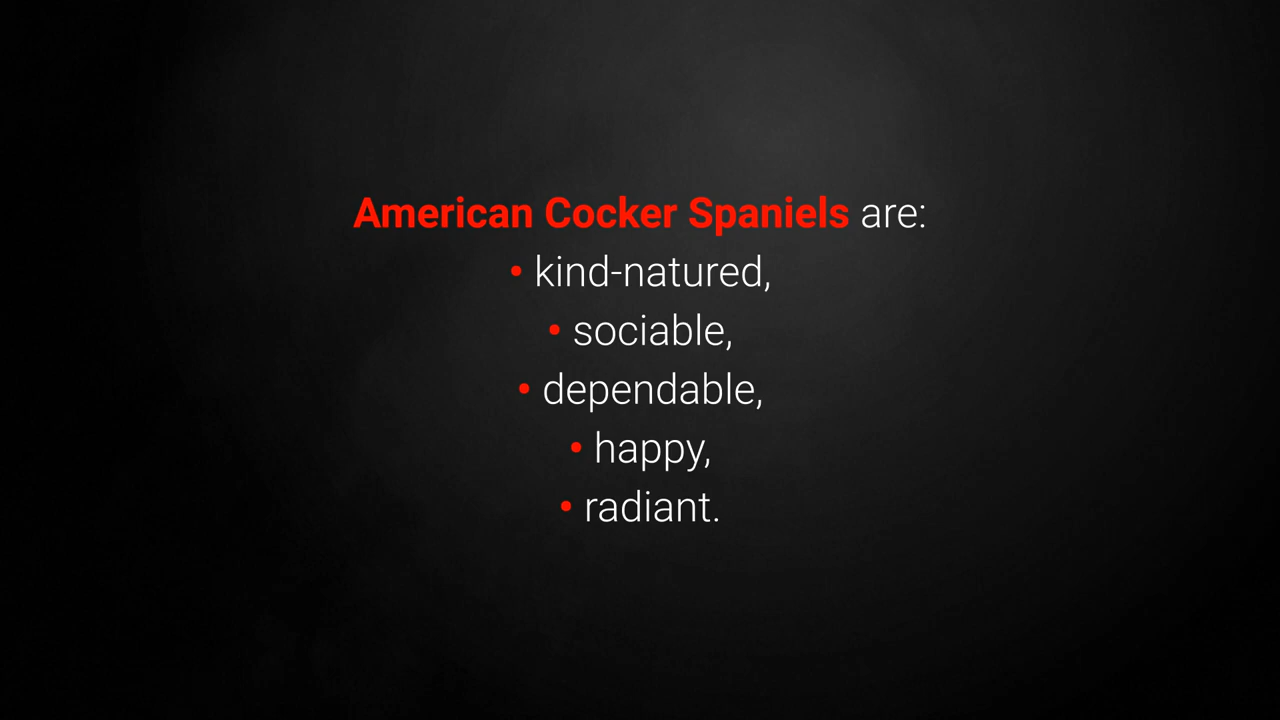 American Cocker Spaniels are:
• kind-natured,
• sociable,
• dependable,
• happy,
• radiant.